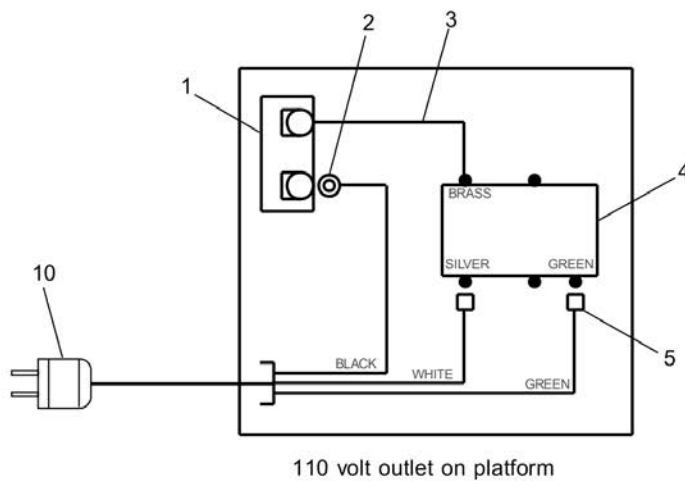 2
3
1
4
BRASS
SILVER GREEN
10
5
BLACK
WHITE
GREEN
110 volt outlet on platform